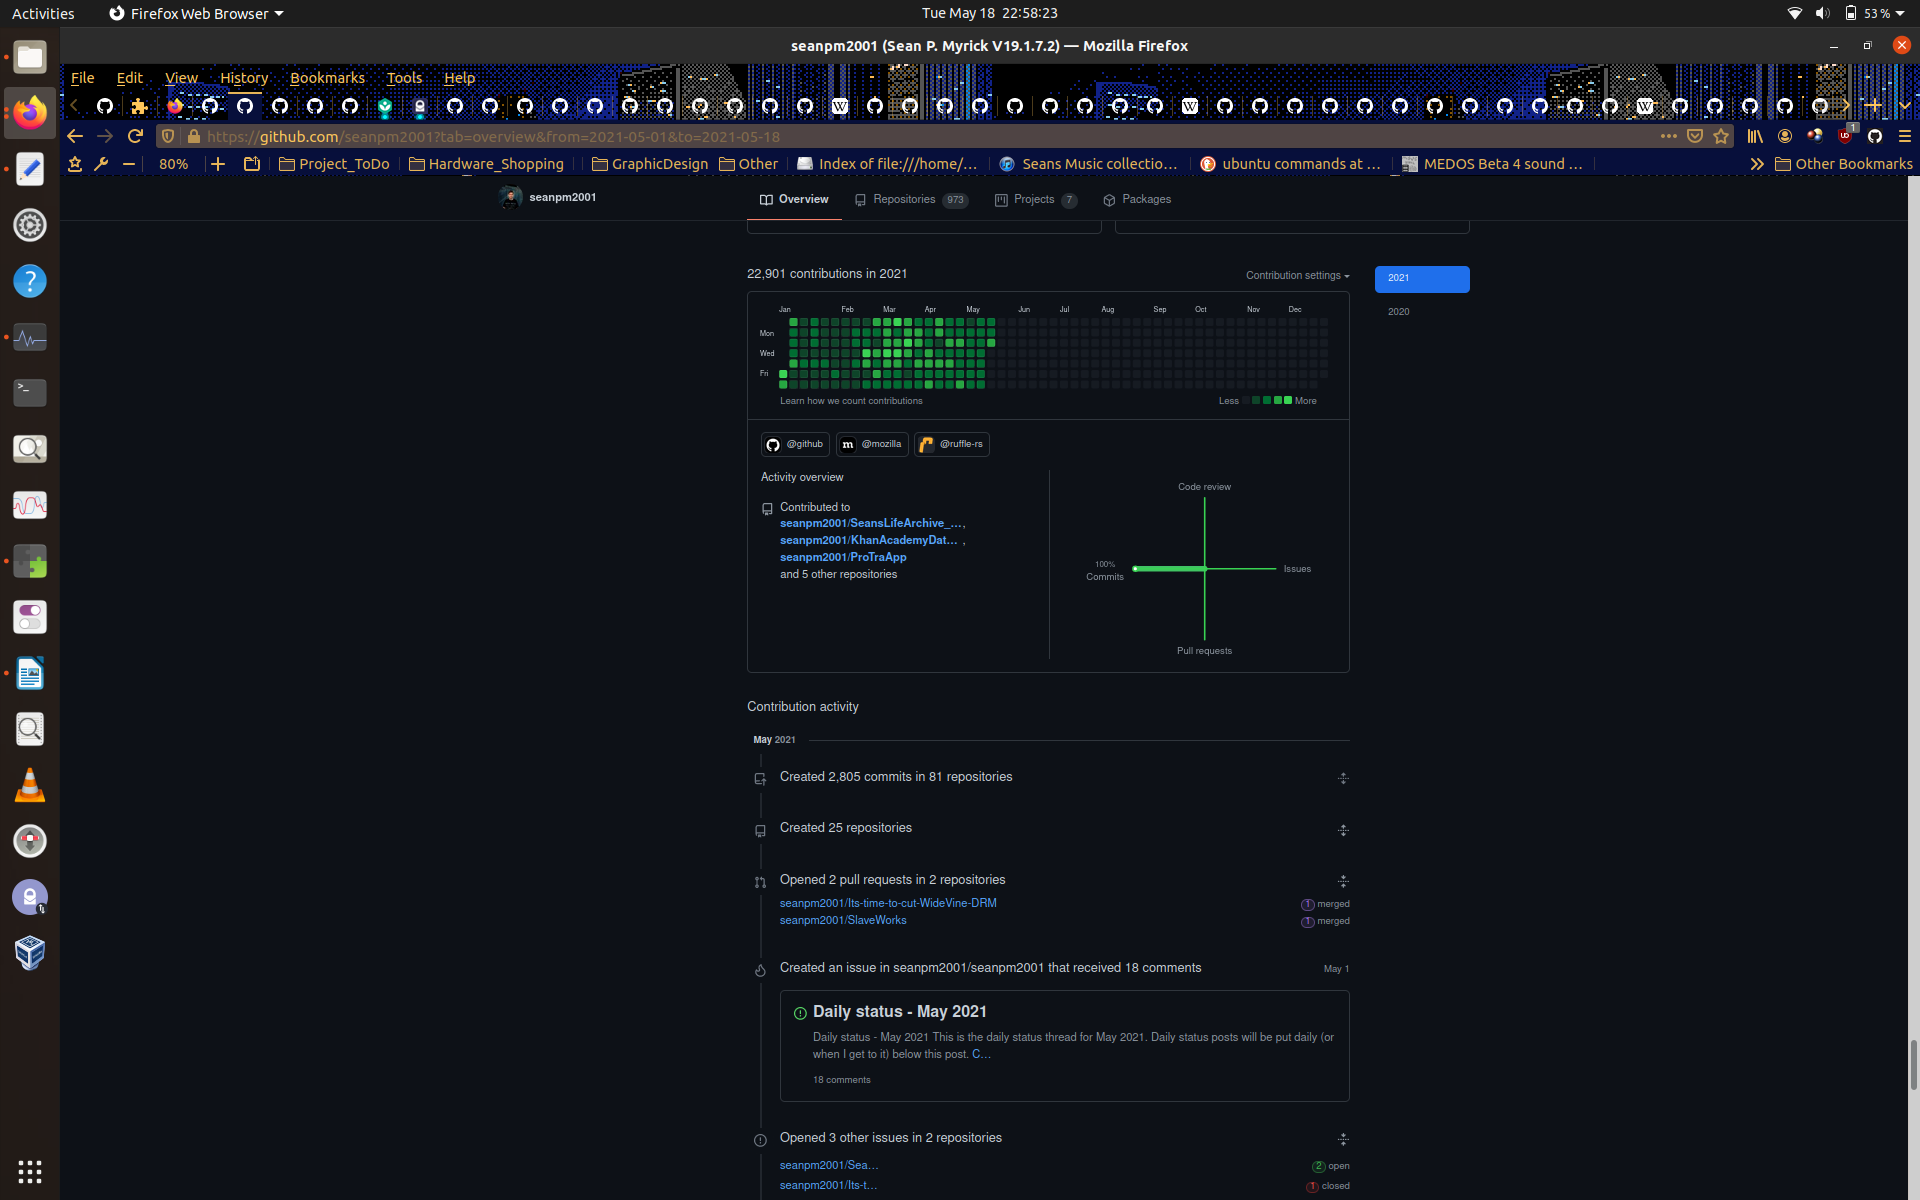 Activities
Firefox Web Browser
Tue May 18 22:58:23
53 %
seanpm2001 (Sean P. Myrick V19.1.7.2) — Mozilla Firefox
File Edit View History Bookmarks Tools Help
https://github.com/seanpm2001?tab=overview&from=2021-05-01&to=2021-05-18
1
80%
Project_ToDo
Hardware_Shopping
GraphicDesign
Other
Index of file:///home/…
Seans Music collectio…
ubuntu commands at …
MEDOS Beta 4 sound …
Other Bookmarks
seanpm2001
Overview
Repositories 973
Projects 7
Packages
22,901 contributions in 2021
Contribution settings
2021
2020
Jan Feb Mar Apr May Jun Jul Aug Sep Oct Nov Dec
Mon
Wed
Fri
Learn how we count contributions
Less More
@github
@mozilla
@ruffle-rs
Activity overview
Contributed to
seanpm2001/SeansLifeArchive_…,
seanpm2001/KhanAcademyDat… ,
seanpm2001/ProTraApp
and 5 other repositories
Code review
100%
Commits
Issues
Pull requests
Contribution activity
May 2021
Created 2,805 commits in 81 repositories
Created 25 repositories
Opened 2 pull requests in 2 repositories
seanpm2001/Its-time-to-cut-WideVine-DRM
1 merged
seanpm2001/SlaveWorks
1 merged
Created an issue in seanpm2001/seanpm2001 that received 18 comments
May 1
Daily status - May 2021
Daily status - May 2021 This is the daily status thread for May 2021. Daily status posts will be put daily (or
when I get to it) below this post. C…
18 comments
Opened 3 other issues in 2 repositories
seanpm2001/Sea…
2 open
seanpm2001/Its-t…
1 closed